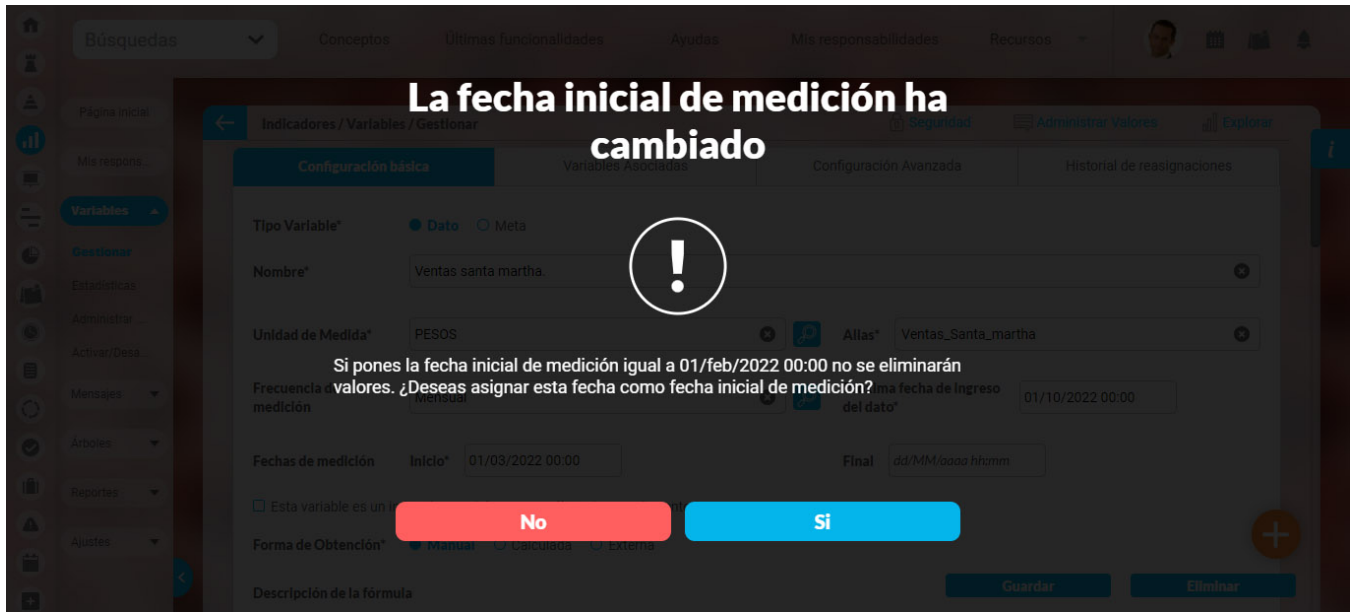 Búsquedas
Conceptos
Últimas funcionalidades
Ayudas
Mis responsabilidades
Recursos
La fecha inicial de medición ha
cambiado
Página inicial
Mis respons...
Variables
Gestionar
Estadísticas
Administrar...
Activar/Desa...
Mensajes
Árboles
Reportes
Ajustes
Indicadores / Variables / Gestionar
Seguridad
Administrar Valores
Explorar
i
Configuración básica
Variables Asociadas
Configuración Avanzada
Historial de reasignaciones
Tipo Variable*
Dato
Meta
!
Nombre*
Ventas santa martha.
Unidad de Medida*
PESOS
Alias*
Ventas_Santa_martha
Si pones la fecha inicial de medición igual a 01/feb/2022 00:00 no se eliminarán
valores. ¿Deseas asignar esta fecha como fecha inicial de medición?
Frecuencia
medición
Mensual
fecha de ingreso
del dato*
01/10/2022 00:00
Fechas de medición
Inicio*
01/03/2022 00:00
Final
dd/MM/aaaa hh:mm
Esta variable es un
No
Si
Forma de Obtención*
Manual
Calculada
Externa
Descripción de la fórmula
Guardar
Eliminar